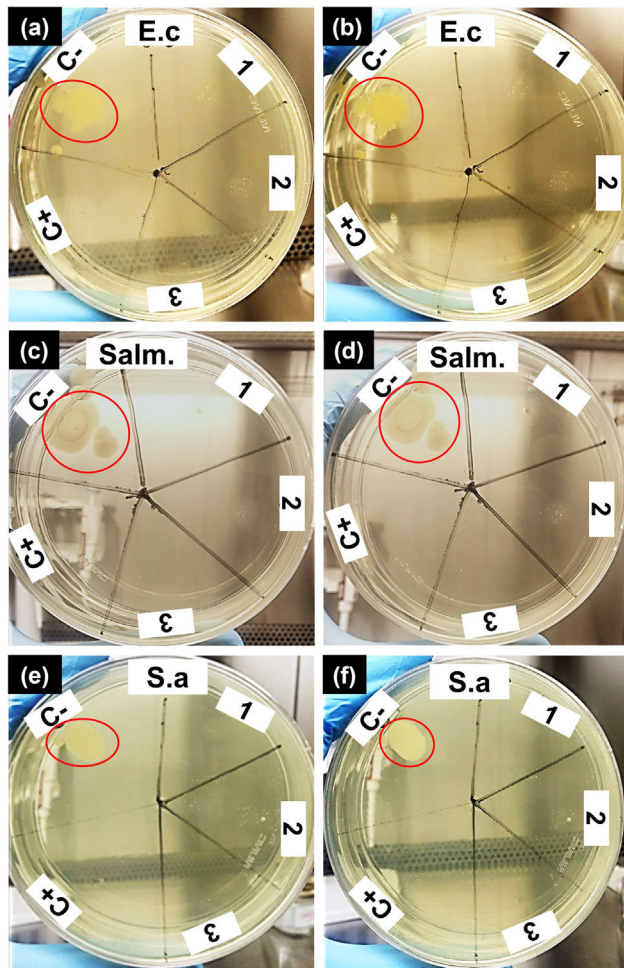 (a)
E.c
C-
1
2
3
C+
(b)
E.c
C-
1
2
3
C+
(c)
Salm.
C-
1
2
3
C+
(d)
Salm.
C-
1
2
3
C+
(e)
S.a
C-
1
2
3
C+
(f)
S.a
C-
1
2
3
C+